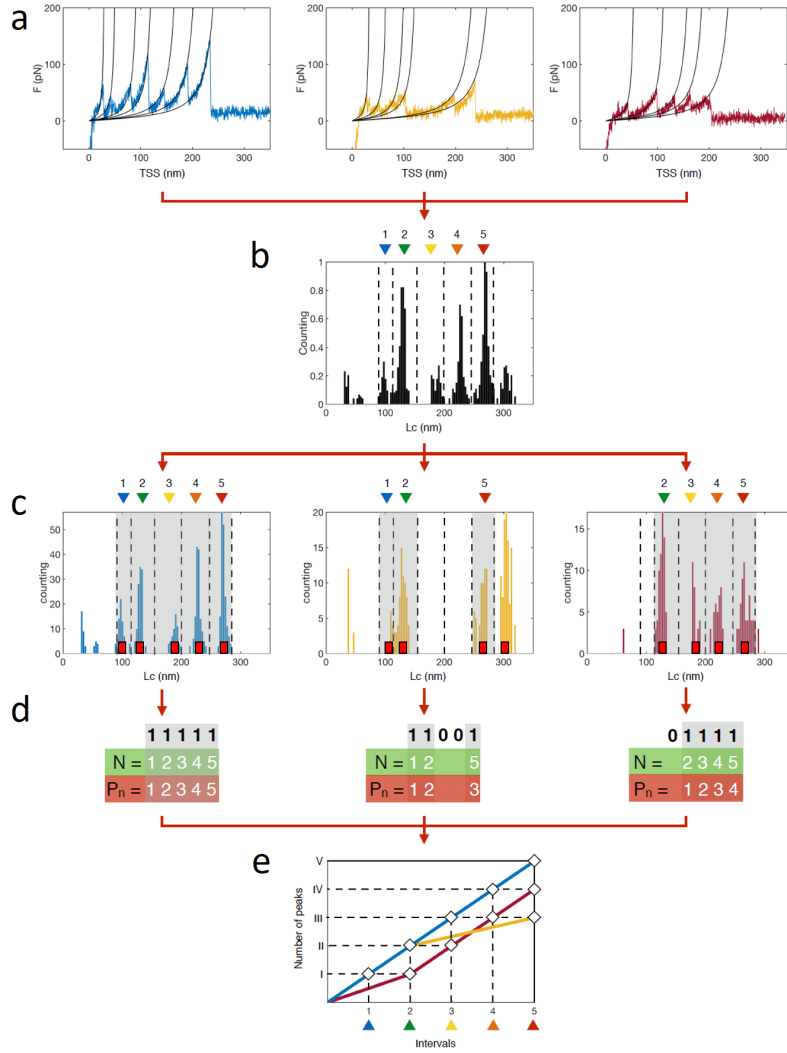 a
200
100
0
F (pN)
0 100 200 300
TSS (nm)
200
100
0
F (pN)
0 100 200 300
TSS (nm)
200
100
0
F (pN)
0 100 200 300
TSS (nm)
b
1 2 3 4 5
1
0.8
0.6
0.4
0.2
0
Counting
0 100 200 300
Lc (nm)
c
1 2 3 4 5
50
40
30
20
10
0
counting
0 100 200 300
Lc (nm)
1 2 5
20
15
10
5
0
counting
0 100 200 300
Lc (nm)
2 3 4 5
15
10
5
0
counting
0 100 200 300
Lc (nm)
d
1 1 1 1 1
N = 1 2 3 4 5
Pn = 1 2 3 4 5
1 1 0 0 1
N = 1 2 5
Pn = 1 2 3
0 1 1 1 1
N = 2 3 4 5
Pn = 1 2 3 4
e
V
IV
III
II
I
Number of peaks
1 2 3 4 5
Intervals